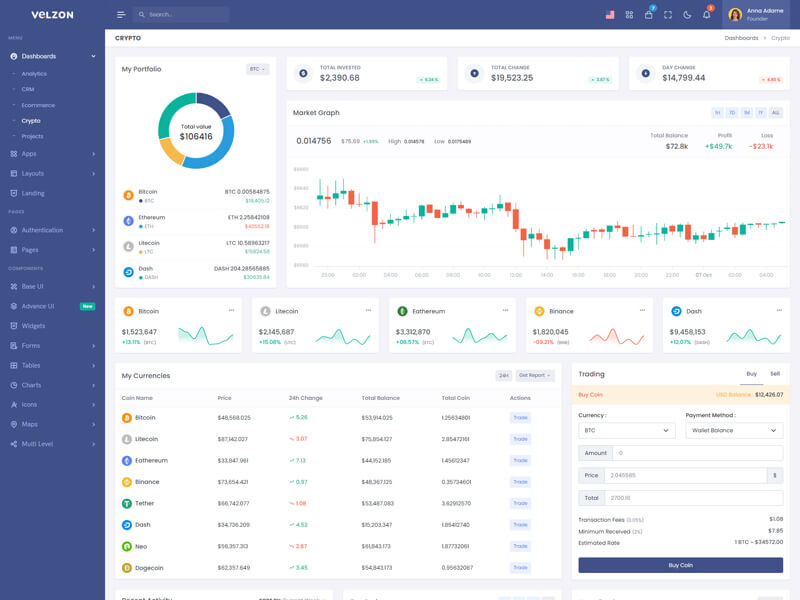 VELZON
Search...
7
3
Anna Adame
Founder
MENU
Dashboards
Analytics
CRM
Ecommerce
Crypto
Projects
Apps
Layouts
Landing
PAGES
Authentication
Pages
COMPONENTS
Base UI
Advance UI New
Widgets
Forms
Tables
Charts
Icons
Maps
Multi Level
CRYPTO
Dashboards > Crypto
My Portfolio BTC
Total value
$106416
Bitcoin BTC 0.00584875
BTC $19,405.12
Ethereum ETH 2.25842108
ETH $40552.18
Litecoin LTC 10.58963217
LTC $15824.58
Dash DASH 204.28565885
DASH $30635.84
TOTAL INVESTED
$2,390.68 6.24 %
TOTAL CHANGE
$19,523.25 3.67 %
DAY CHANGE
$14,799.44 4.80 %
Market Graph 1H 7D 1M 1Y ALL
0.014756 $75.69 +1.99% High 0.014578 Low 0.0175489
Total Balance Profit Loss
$72.8k +$49.7k -$23.1k
$6660
$6640
$6620
$6600
$6580
$6560
23:00 02:00 04:00 06:00 08:00 10:00 12:00 14:00 16:00 18:00 20:00 22:00 07 Oct 02:00 04:00
Bitcoin
$1,523,647
+13.11% (BTC)
Litecoin
$2,145,687
+15.08% (LTC)
Eathereum
$3,312,870
+08.57% (ETC)
Binance
$1,820,045
-09.21% (BNB)
Dash
$9,458,153
+12.07% (DASH)
My Currencies 24H Get Report
Coin Name Price 24h Change Total Balance Total Coin Actions
Bitcoin $48,568.025 5.26 $53,914.025 1.25634801 Trade
Litecoin $87,142.027 3.07 $75,854.127 2.85472161 Trade
Eathereum $33,847.961 7.13 $44,152.185 1.45612347 Trade
Binance $73,654.421 0.97 $48,367.125 0.35734601 Trade
Tether $66,742.077 1.08 $53,487.083 3.62912570 Trade
Dash $34,736.209 4.52 $15,203.347 1.85412740 Trade
Neo $56,357.313 2.87 $61,843.173 1.87732061 Trade
Dogecoin $62,357.649 3.45 $54,843.173 0.95632087 Trade
Trading Buy Sell
Buy Coin USD Balance : $12,426.07
Currency : Payment Method :
BTC Wallet Balance
Amount 0
Price 2.045585 $
Total 2700.16
Transaction Fees (0.05%) $1.08
Minimum Received (2%) $7.85
Estimated Rate 1 BTC ~ $34572.00
Buy Coin